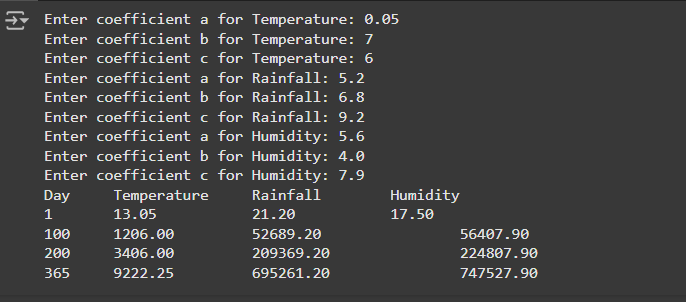 Enter coefficient a for Temperature: 0.05
Enter coefficient b for Temperature: 7
Enter coefficient c for Temperature: 6
Enter coefficient a for Rainfall: 5.2
Enter coefficient b for Rainfall: 6.8
Enter coefficient c for Rainfall: 9.2
Enter coefficient a for Humidity: 5.6
Enter coefficient b for Humidity: 4.0
Enter coefficient c for Humidity: 7.9
Day Temperature Rainfall Humidity
1 13.05 21.20 17.50
100 1206.00 52689.20 56407.90
200 3406.00 209369.20 224807.90
365 9222.25 695261.20 747527.90